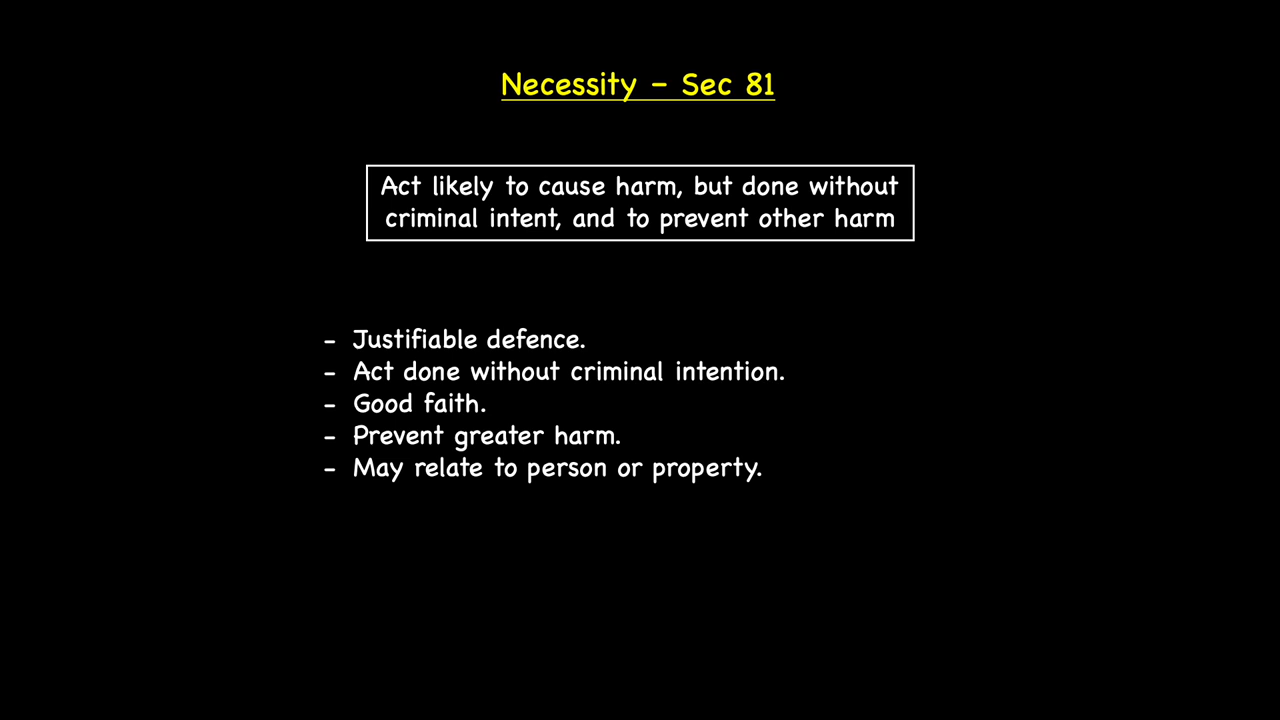 Necessity – Sec 81
Act likely to cause harm, but done without
criminal intent, and to prevent other harm
- Justifiable defence.
- Act done without criminal intention.
- Good faith.
- Prevent greater harm.
- May relate to person or property.